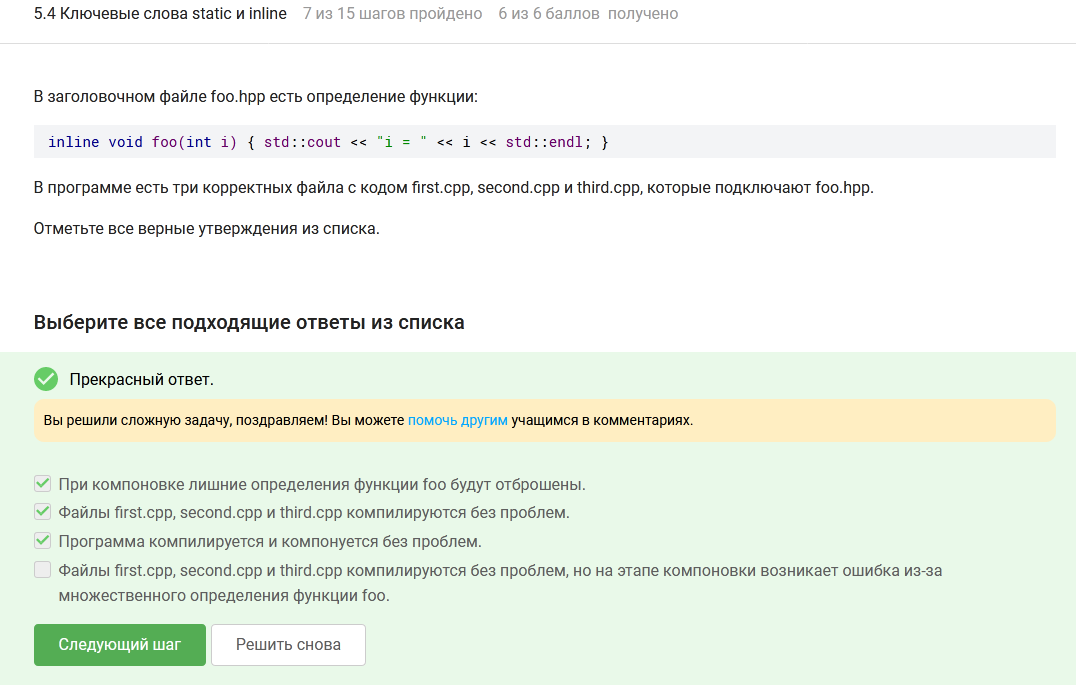 5.4 Ключевые слова static и inline 7 из 15 шагов пройдено 6 из 6 баллов получено
В заголовочном файле foo.hpp есть определение функции:
inline void foo(int i) { std::cout << "i = " << i << std::endl; }
В программе есть три корректных файла с кодом first.cpp, second.cpp и third.cpp, которые подключают foo.hpp.
Отметьте все верные утверждения из списка.
Выберите все подходящие ответы из списка
Прекрасный ответ.
Вы решили сложную задачу, поздравляем! Вы можете помочь другим учащимся в комментариях.
При компоновке лишние определения функции foo будут отброшены.
Файлы first.cpp, second.cpp и third.cpp компилируются без проблем.
Программа компилируется и компонуется без проблем.
Файлы first.cpp, second.cpp и third.cpp компилируются без проблем, но на этапе компоновки возникает ошибка из-за
множественного определения функции foo.
Следующий шаг Решить снова